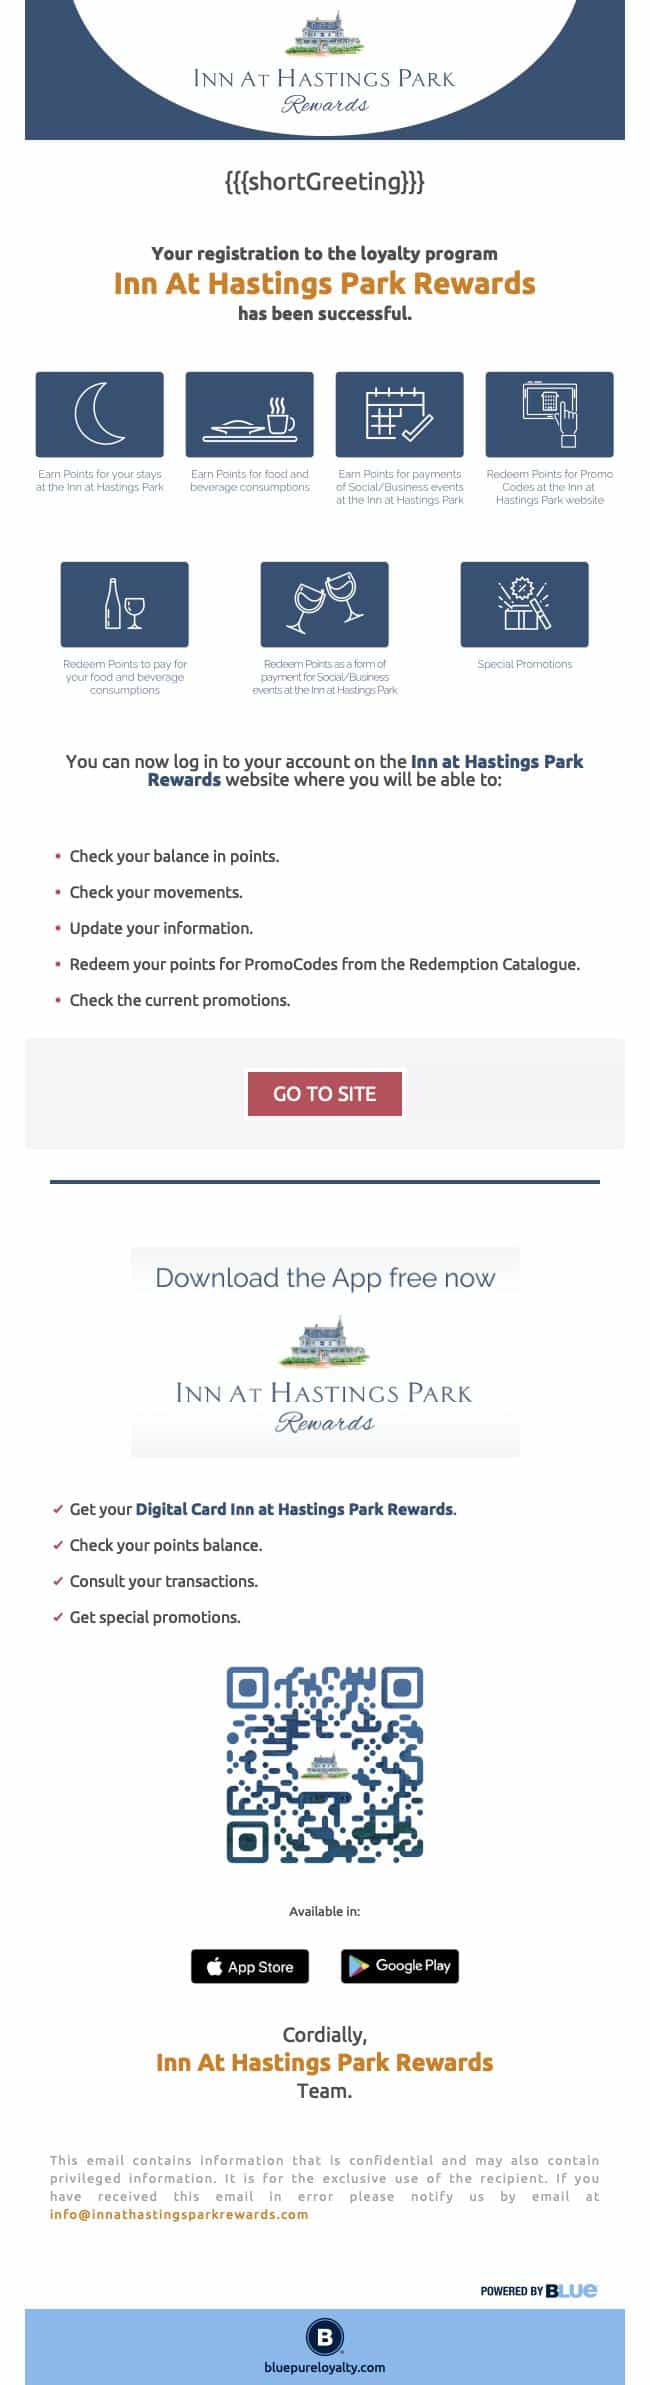 INN AT HASTINGS PARK
Rewards
{{{shortGreeting}}}
Your registration to the loyalty program
Inn At Hastings Park Rewards
has been successful.
Earn Points for your stays
at the Inn at Hastings Park
Earn Points for food and
beverage consumptions
Earn Points for payments
of Social/Business events
at the Inn at Hastings Park
Redeem Points for Promo
Codes at the Inn at
Hastings Park website
Redeem Points to pay for
your food and beverage
consumptions
Redeem Points as a form of
payment for Social/Business
events at the Inn at Hastings Park
Special Promotions
You can now log in to your account on the Inn at Hastings Park
Rewards website where you will be able to:
• Check your balance in points.
• Check your movements.
• Update your information.
• Redeem your points for PromoCodes from the Redemption Catalogue.
• Check the current promotions.
GO TO SITE
Download the App free now
INN AT HASTINGS PARK
Rewards
✔ Get your Digital Card Inn at Hastings Park Rewards.
✔ Check your points balance.
✔ Consult your transactions.
✔ Get special promotions.
Available in:
App Store
Google Play
Cordially,
Inn At Hastings Park Rewards
Team.
This email contains information that is confidential and may also contain
privileged information. It is for the exclusive use of the recipient. If you
have received this email in error please notify us by email at
info@innathastingsparkrewards.com
POWERED BY BLUE
B
bluepureloyalty.com